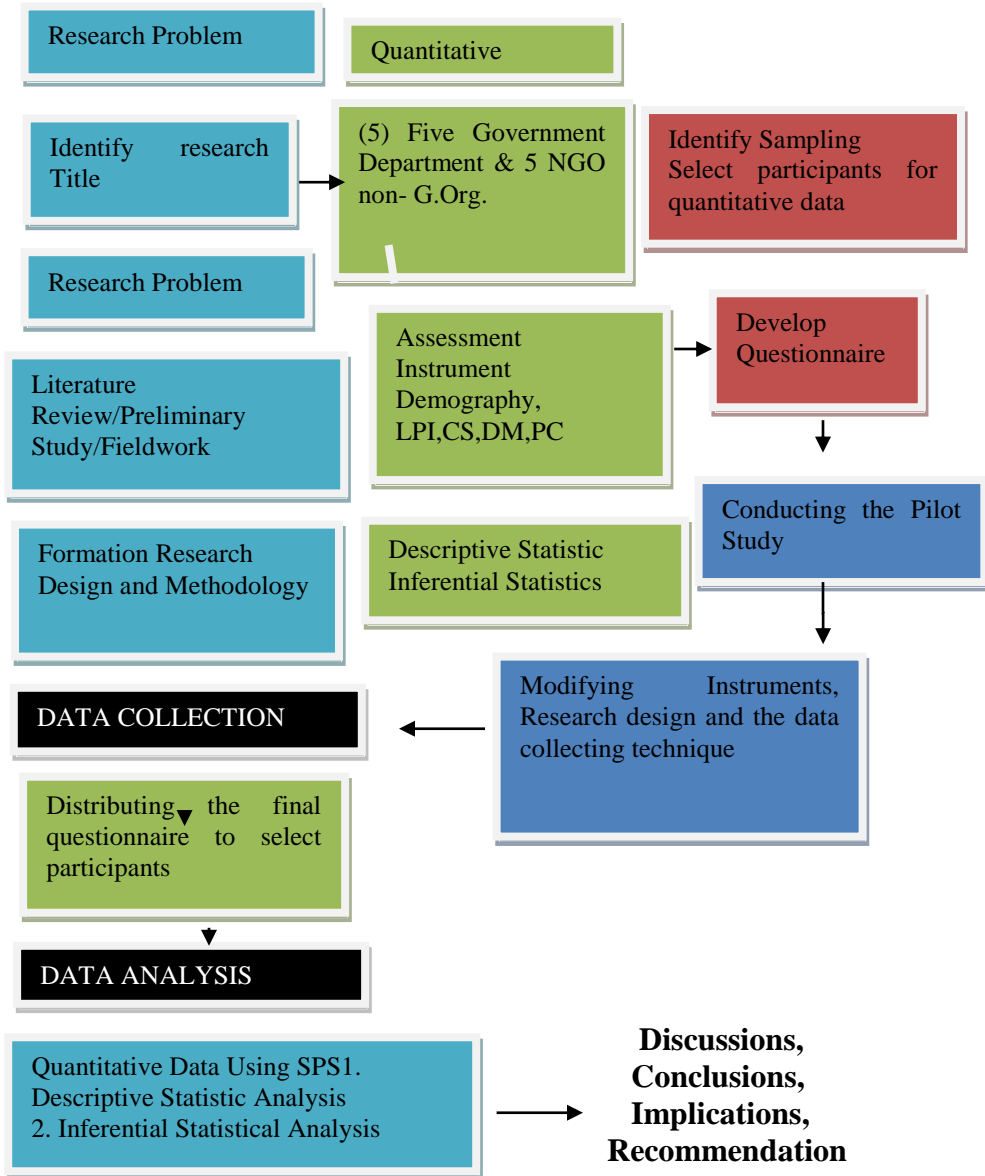 Research Problem
Quantitative
Identify research
Title
(5) Five Government
Department & 5 NGO
non- G.Org.
Identify Sampling
Select participants for
quantitative data
Research Problem
Assessment
Instrument
Demography,
LPI,CS,DM,PC
Develop
Questionnaire
Literature
Review/Preliminary
Study/Fieldwork
Conducting the Pilot
Study
Formation Research
Design and Methodology
Descriptive Statistic
Inferential Statistics
Modifying Instruments,
Research design and the data
collecting technique
DATA COLLECTION
Distributing the final
questionnaire to select
participants
DATA ANALYSIS
Quantitative Data Using SPS1.
Descriptive Statistic Analysis
2. Inferential Statistical Analysis
Discussions,
Conclusions,
Implications,
Recommendation